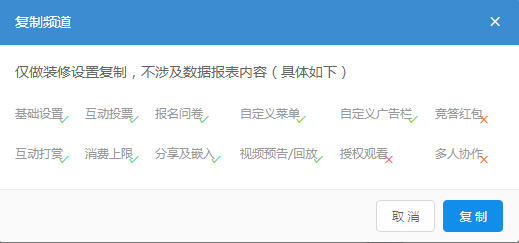 复制频道
仅做装修设置复制，不涉及数据报表内容（具体如下）
基础设置 互动投票 报名问卷 自定义菜单 自定义广告栏 竞答红包
互动打赏 消费上限 分享及嵌入 视频预告/回放 授权观看 多人协作
取消 复制